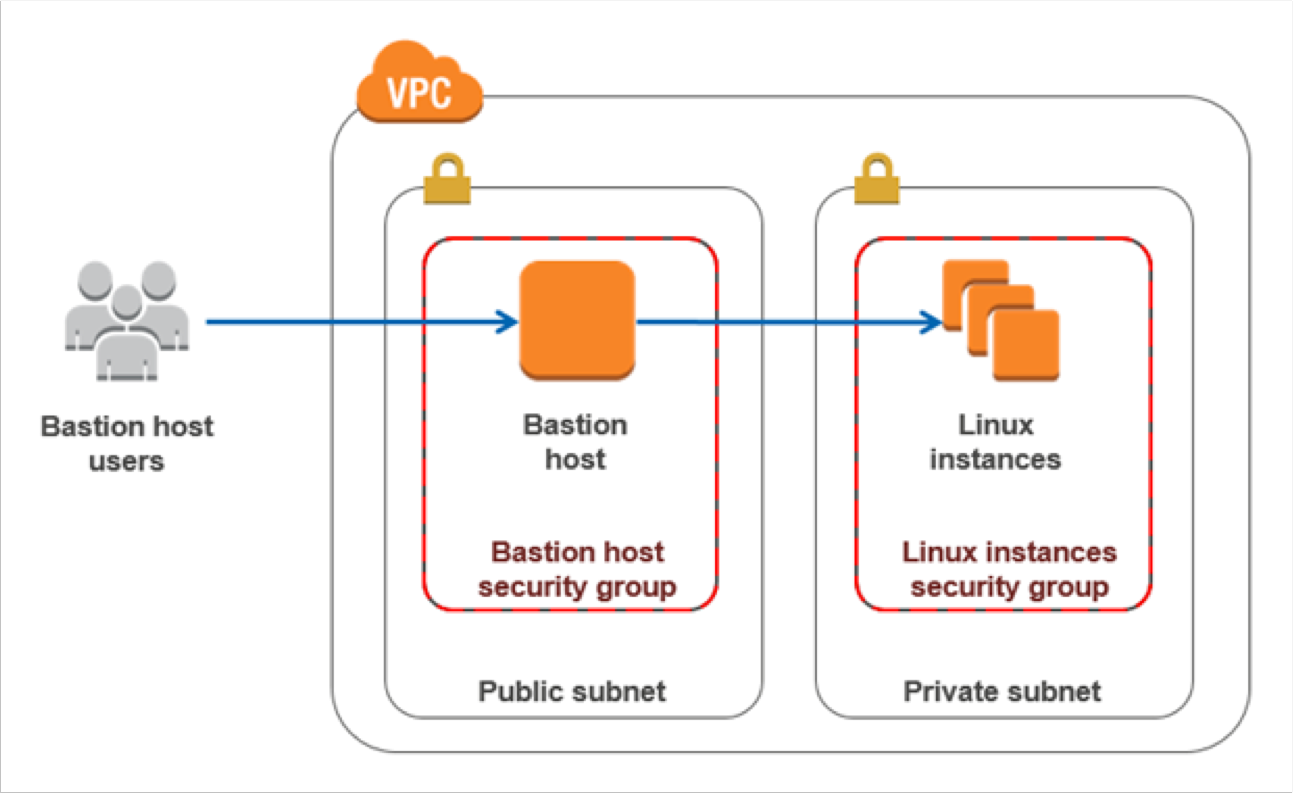 VPC
Bastion host
users
Bastion
host
Linux
instances
Bastion host
security group
Linux instances
security group
Public subnet
Private subnet